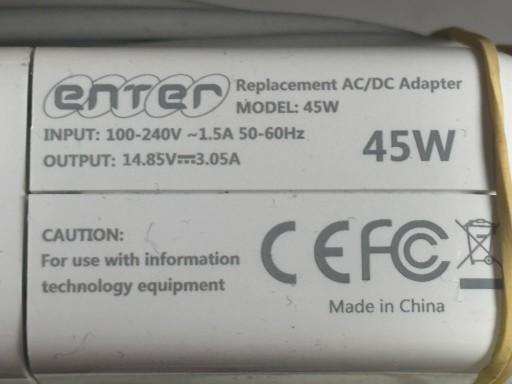 enter
Replacement AC/DC Adapter
MODEL: 45W
INPUT: 100-240V ~1.5A 50-60Hz
OUTPUT: 14.85V⎓3.05A
45W
CAUTION:
For use with information
technology equipment
CE FC
Made in China